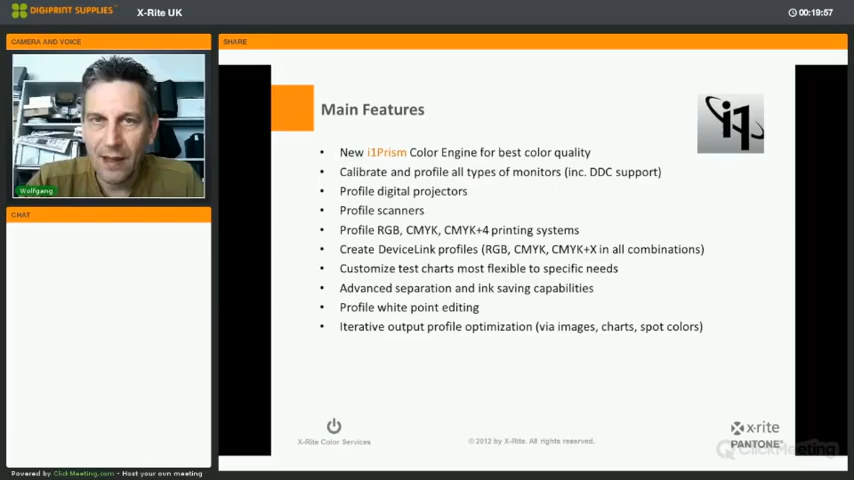 DIGIPRINT SUPPLIES™
X-Rite UK
00:19:57
CAMERA AND VOICE
SHARE
Wolfgang
CHAT
Main Features
i1
• New i1Prism Color Engine for best color quality
• Calibrate and profile all types of monitors (inc. DDC support)
• Profile digital projectors
• Profile scanners
• Profile RGB, CMYK, CMYK+4 printing systems
• Create DeviceLink profiles (RGB, CMYK, CMYK+X in all combinations)
• Customize test charts most flexible to specific needs
• Advanced separation and ink saving capabilities
• Profile white point editing
• Iterative output profile optimization (via images, charts, spot colors)
X-Rite Color Services
© 2012 by X-Rite. All rights reserved.
x·rite
PANTONE
ClickMeeting
Powered by ClickMeeting.com - Host your own meeting